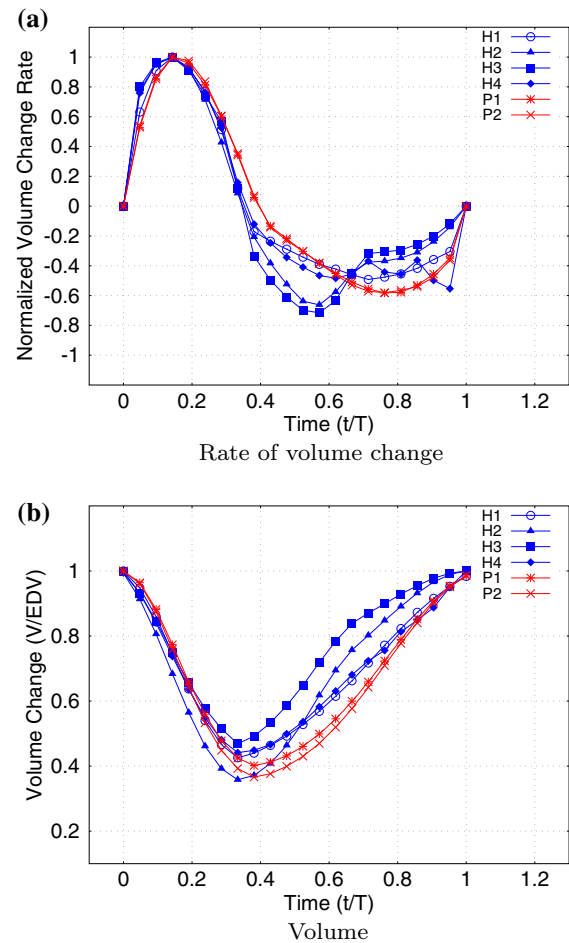 (a)
H1
H2
H3
H4
P1
P2
1
0.8
0.6
0.4
0.2
0
-0.2
-0.4
-0.6
-0.8
-1
Normalized Volume Change Rate
0 0.2 0.4 0.6 0.8 1 1.2
Time (t/T)
Rate of volume change
(b)
H1
H2
H3
H4
P1
P2
1
0.8
0.6
0.4
0.2
Volume Change (V/EDV)
0 0.2 0.4 0.6 0.8 1 1.2
Time (t/T)
Volume